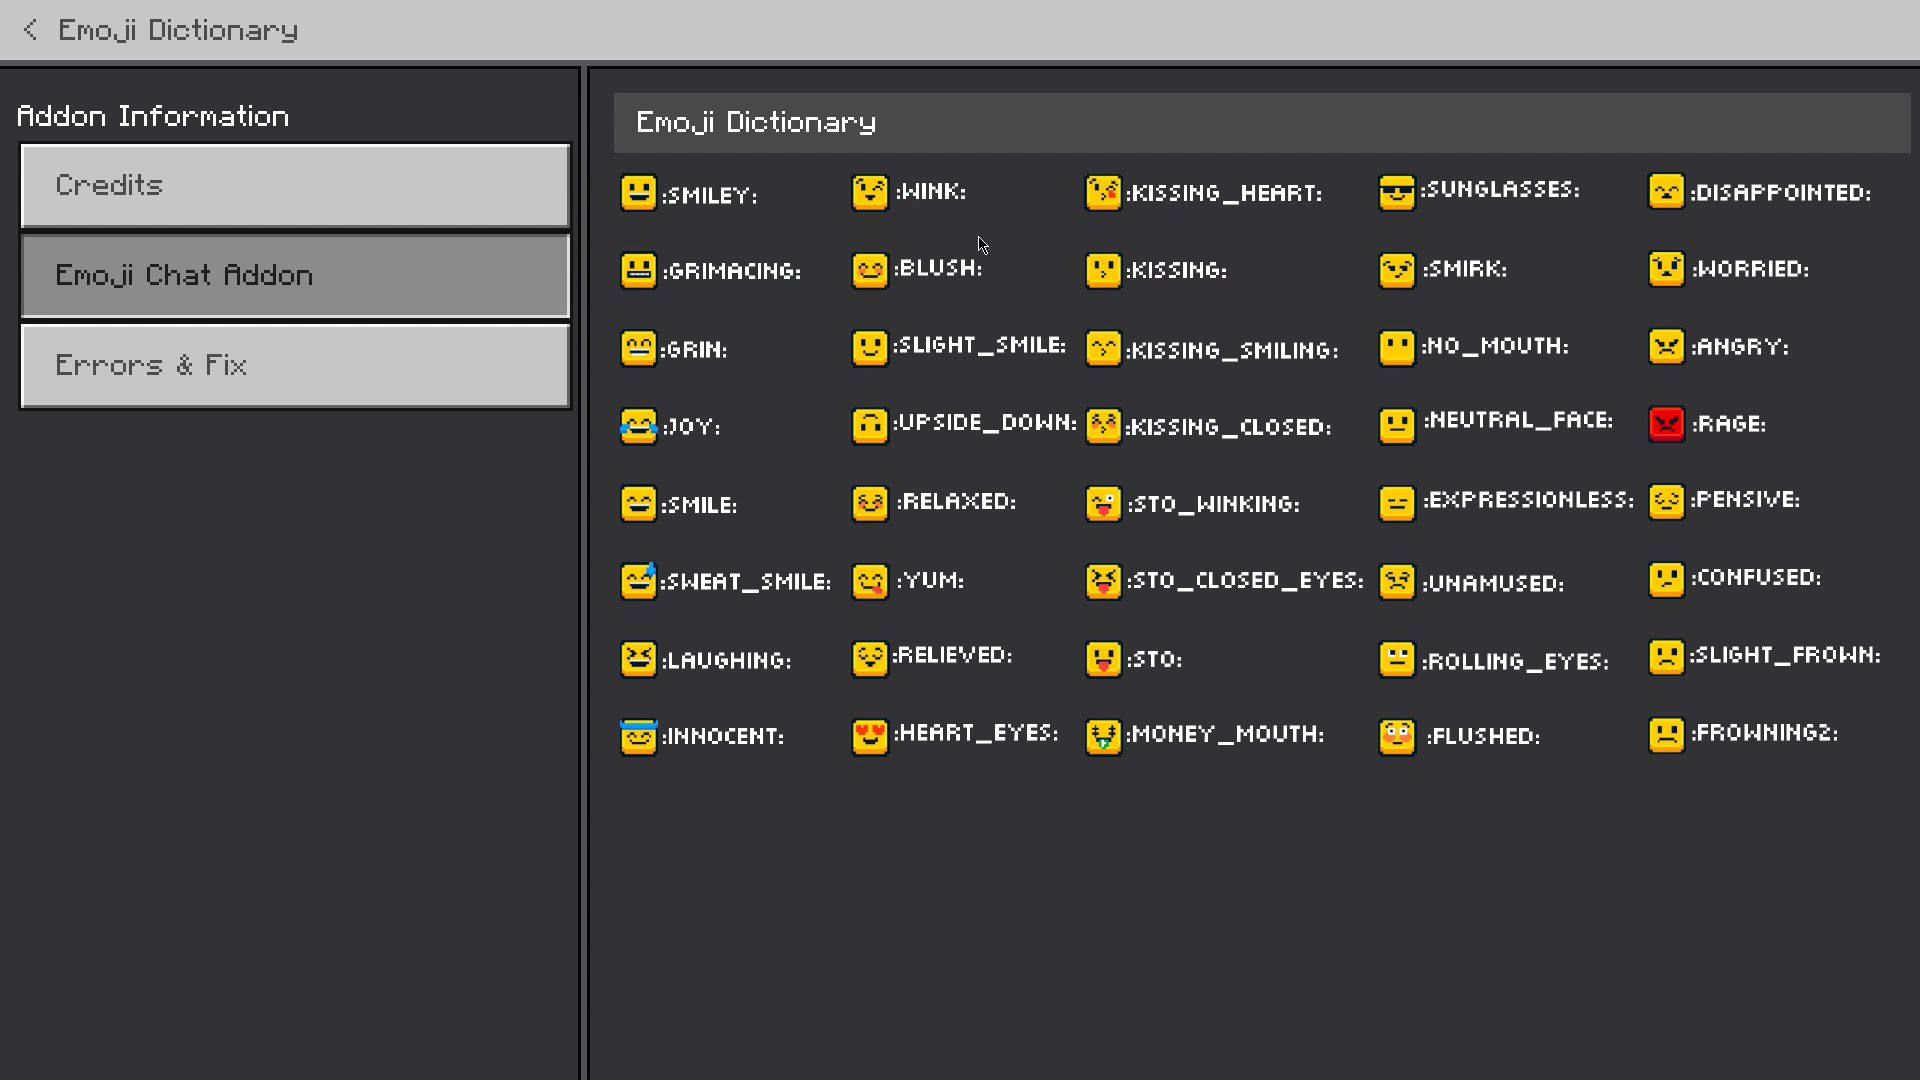 Emoji Dictionary
Addon Information
Credits
Emoji Chat Addon
Errors & Fix
Emoji Dictionary
:SMILEY: :WINK: :KISSING_HEART: :SUNGLASSES: :DISAPPOINTED:
:GRIMACING: :BLUSH: :KISSING: :SMIRK: :WORRIED:
:GRIN: :SLIGHT_SMILE: :KISSING_SMILING: :NO_MOUTH: :ANGRY:
:JOY: :UPSIDE_DOWN: :KISSING_CLOSED: :NEUTRAL_FACE: :RAGE:
:SMILE: :RELAXED: :STO_WINKING: :EXPRESSIONLESS: :PENSIVE:
:SWEAT_SMILE: :YUM: :STO_CLOSED_EYES: :UNAMUSED: :CONFUSED:
:LAUGHING: :RELIEVED: :STO: :ROLLING_EYES: :SLIGHT_FROWN:
:INNOCENT: :HEART_EYES: :MONEY_MOUTH: :FLUSHED: :FROWNING2: